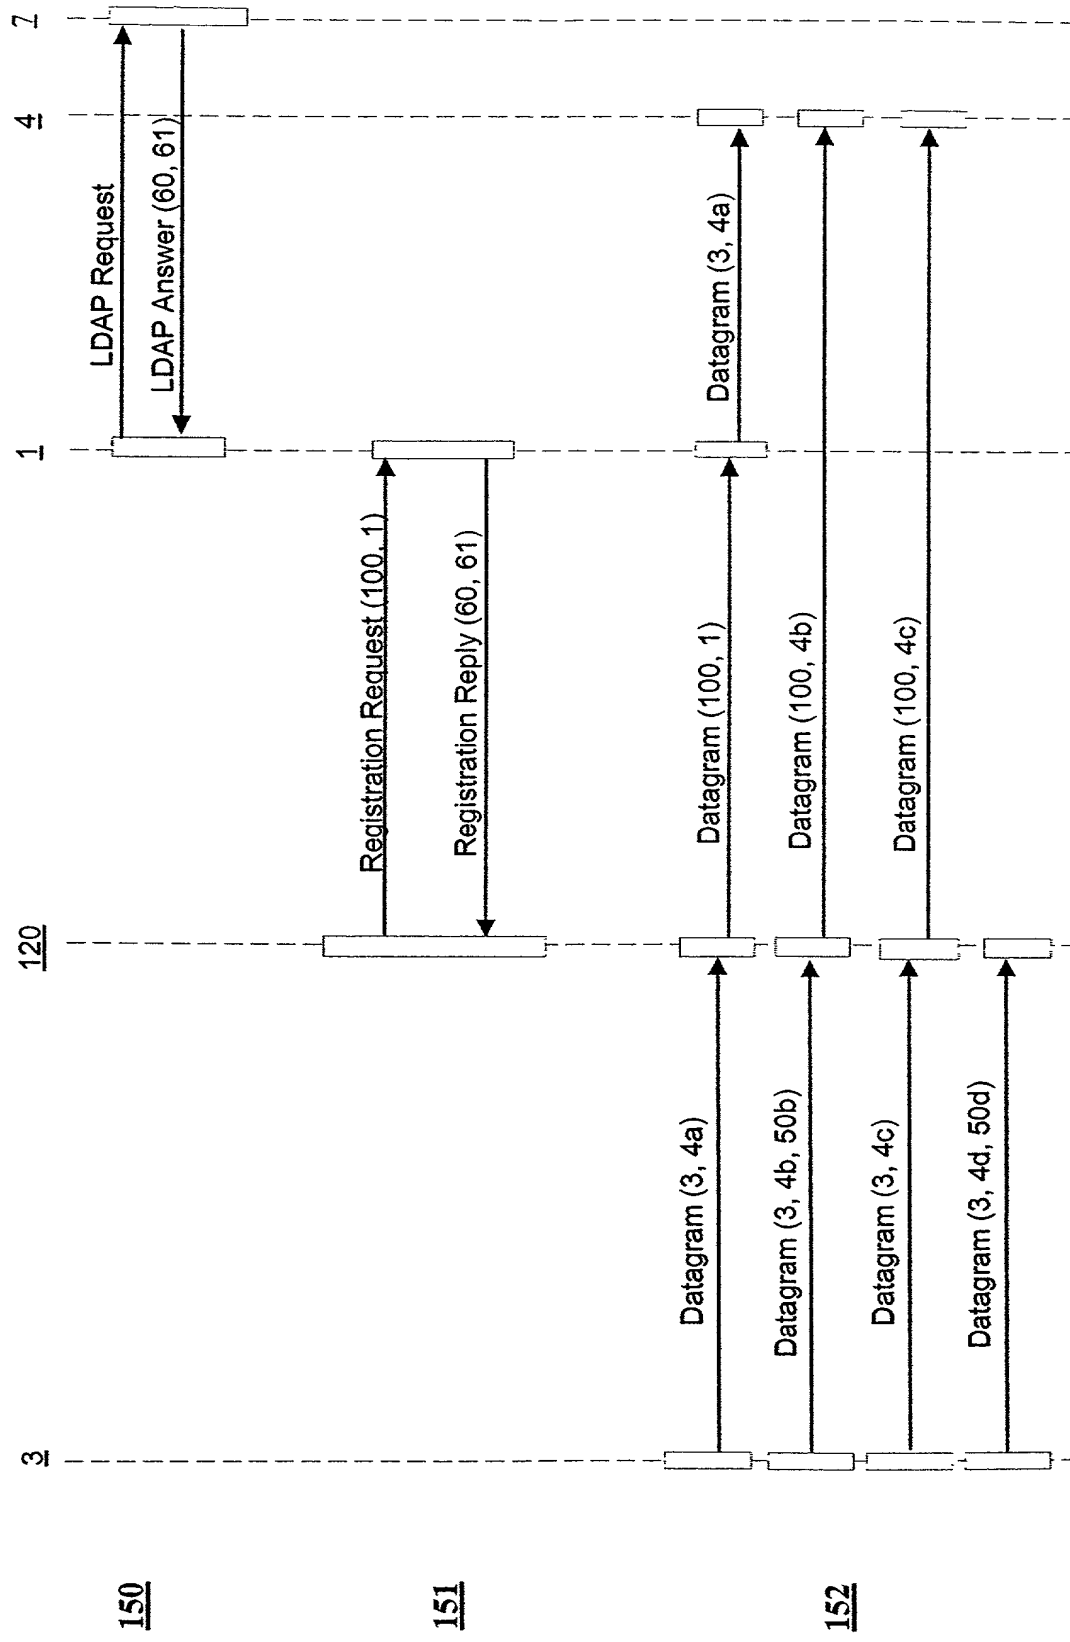 3
120
1
4
7
150
LDAP Request
LDAP Answer (60, 61)
151
Registration Request (100, 1)
Registration Reply (60, 61)
152
Datagram (3, 4a)
Datagram (100, 1)
Datagram (3, 4a)
Datagram (3, 4b, 50b)
Datagram (100, 4b)
Datagram (3, 4c)
Datagram (100, 4c)
Datagram (3, 4d, 50d)